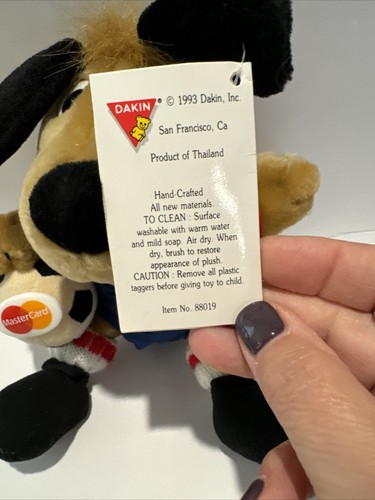 DAKIN
® © 1993 Dakin, Inc.
San Francisco, Ca
Product of Thailand
Hand-Crafted
All new materials
TO CLEAN : Surface
washable with warm water
and mild soap. Air dry. When
dry, brush to restore
appearance of plush.
CAUTION : Remove all plastic
taggers before giving toy to child.
Item No. 88019
MasterCard